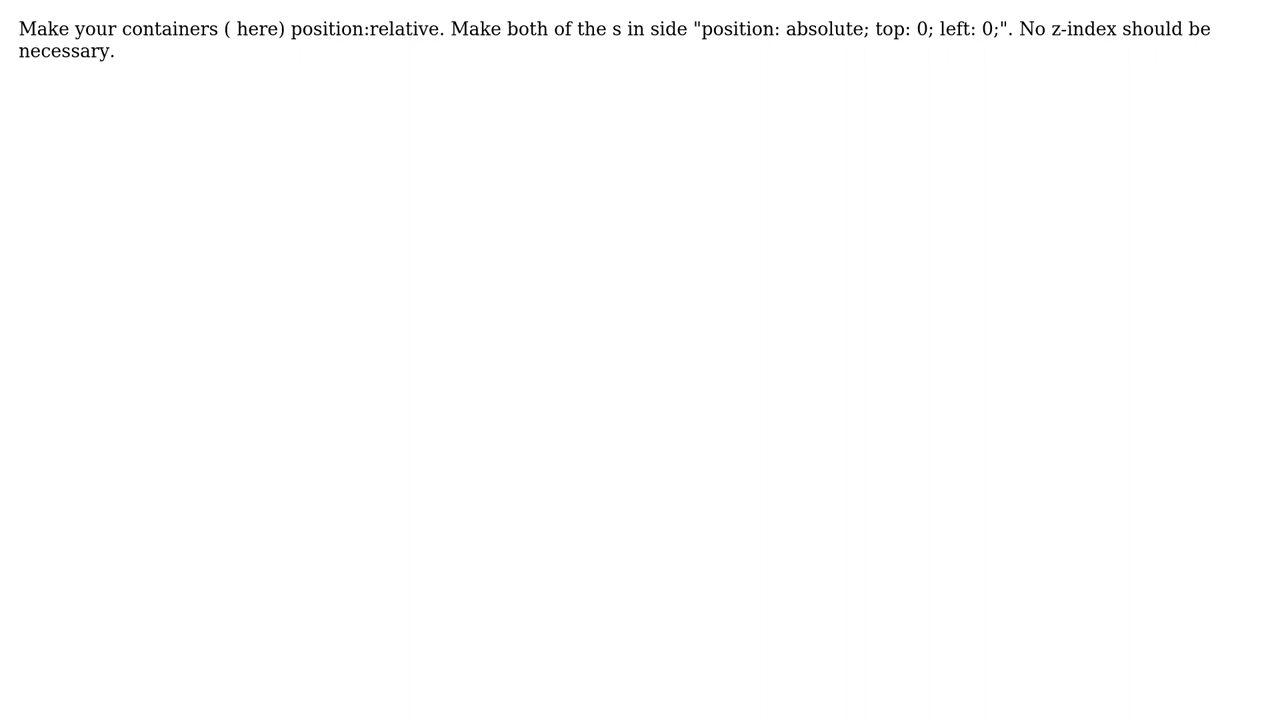 Make your containers ( here) position:relative. Make both of the s in side "position: absolute; top: 0; left: 0;". No z-index should be
necessary.